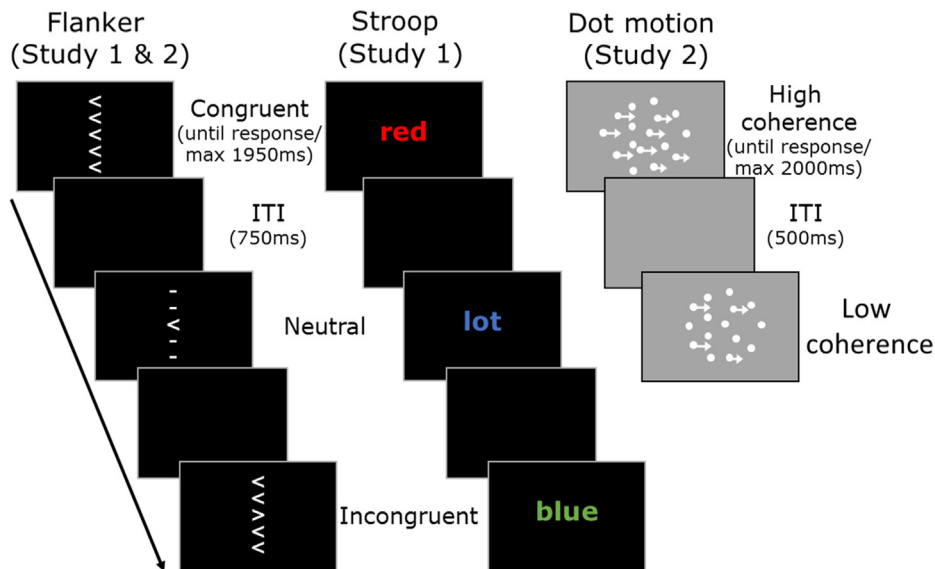 Flanker
(Study 1 & 2)
Stroop
(Study 1)
Dot motion
(Study 2)
<
<
<
<
<
Congruent
(until response/
max 1950ms)
red
High
coherence
(until response/
max 2000ms)
ITI
(750ms)
ITI
(500ms)
-
-
<
-
-
Neutral
lot
Low
coherence
<
<
>
<
<
Incongruent
blue